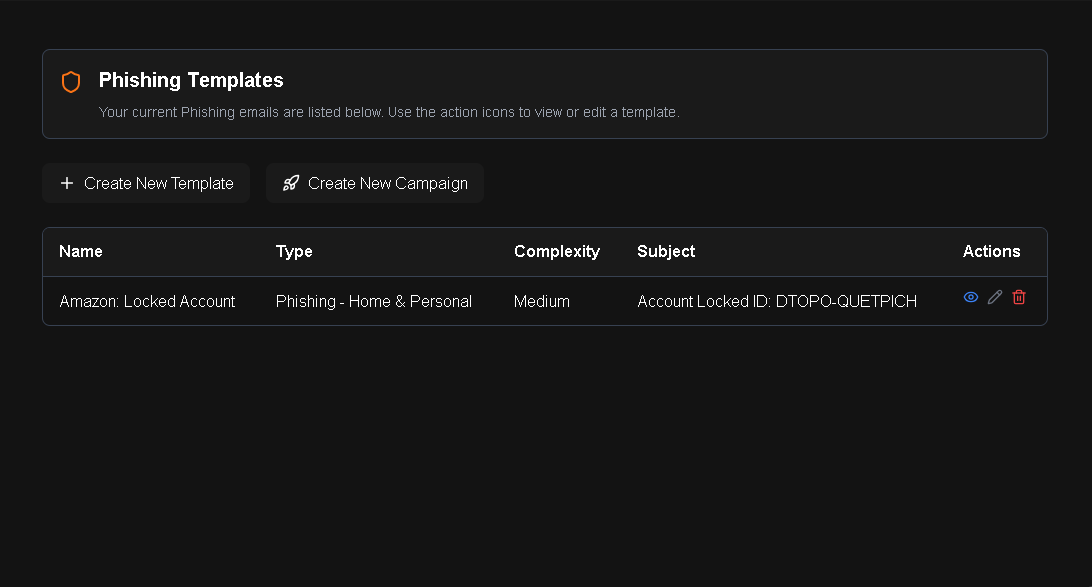 Phishing Templates
Your current Phishing emails are listed below. Use the action icons to view or edit a template.
Create New Template Create New Campaign
Name Type Complexity Subject Actions
Amazon: Locked Account Phishing - Home & Personal Medium Account Locked ID: DTOPO-QUETPICH